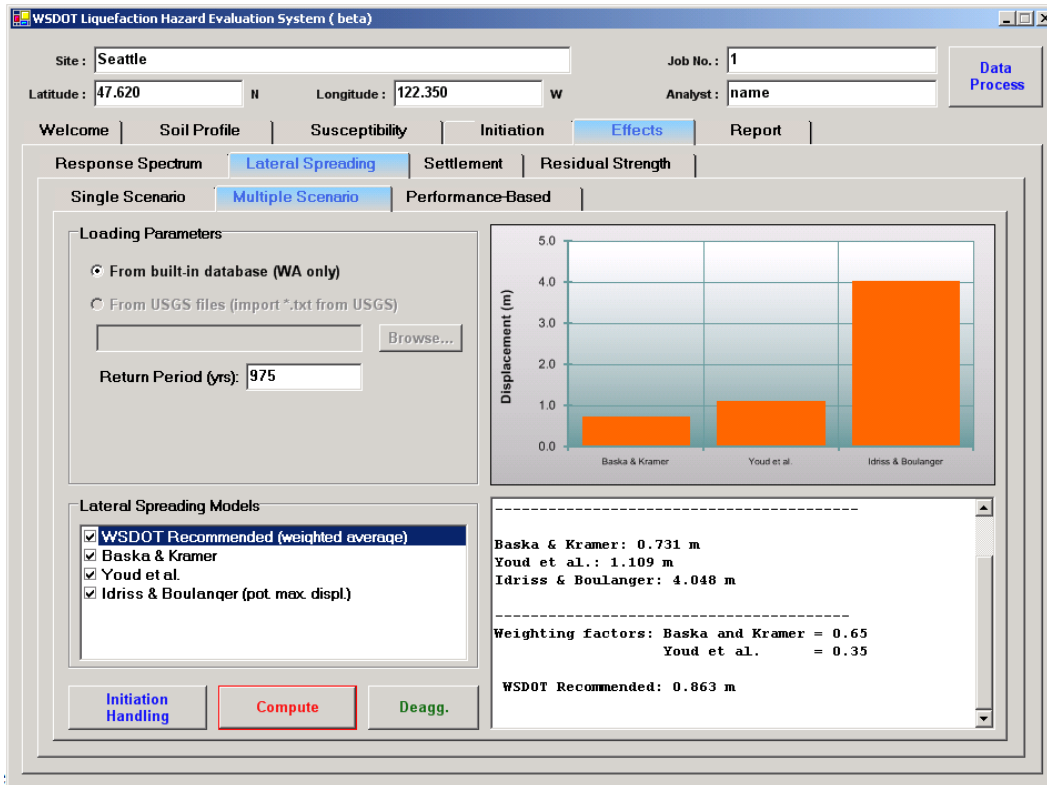 WSDOT Liquefaction Hazard Evaluation System ( beta)
Site : Seattle
Job No. : 1
Data Process
Latitude : 47.620 N
Longitude : 122.350 W
Analyst : name
Welcome
Soil Profile
Susceptibility
Initiation
Effects
Report
Response Spectrum
Lateral Spreading
Settlement
Residual Strength
Single Scenario
Multiple Scenario
Performance-Based
Loading Parameters
From built-in database (WA only)
From USGS files (import *.txt from USGS)
Browse...
Return Period (yrs): 975
Displacement (m)
5.0
4.0
3.0
2.0
1.0
0.0
Baska & Kramer
Youd et al.
Idriss & Boulanger
Lateral Spreading Models
WSDOT Recommended (weighted average)
Baska & Kramer
Youd et al.
Idriss & Boulanger (pot. max. displ.)
Initiation Handling
Compute
Deagg.
----------------------------------------
Baska & Kramer: 0.731 m
Youd et al.: 1.109 m
Idriss & Boulanger: 4.048 m
---------------------------------------
Weighting factors: Baska and Kramer = 0.65
Youd et al. = 0.35
WSDOT Recommended: 0.863 m